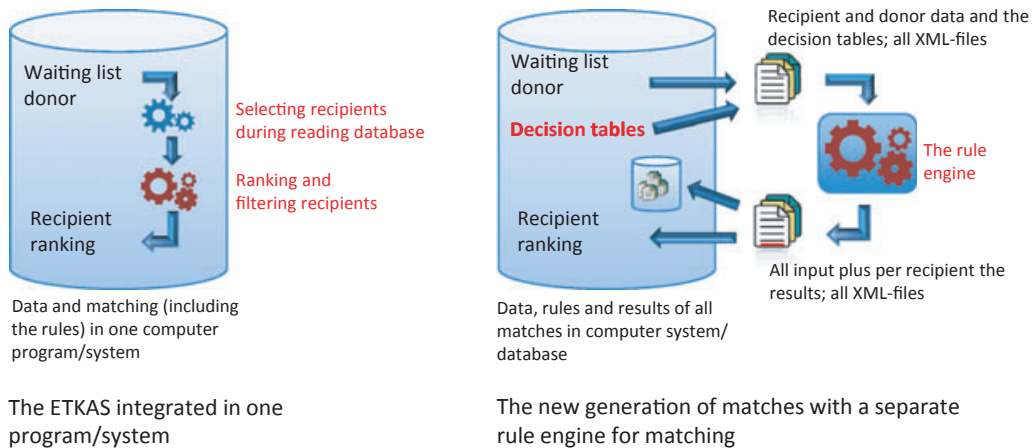 Waiting list
donor
Selecting recipients
during reading database
Ranking and
filtering recipients
Recipient
ranking
Data and matching (including
the rules) in one computer
program/system
The ETKAS integrated in one
program/system
Recipient and donor data and the
decision tables; all XML-files
Waiting list
donor
Decision tables
The rule
engine
Recipient
ranking
All input plus per recipient the
results; all XML-files
Data, rules and results of all
matches in computer system/
database
The new generation of matches with a separate
rule engine for matching